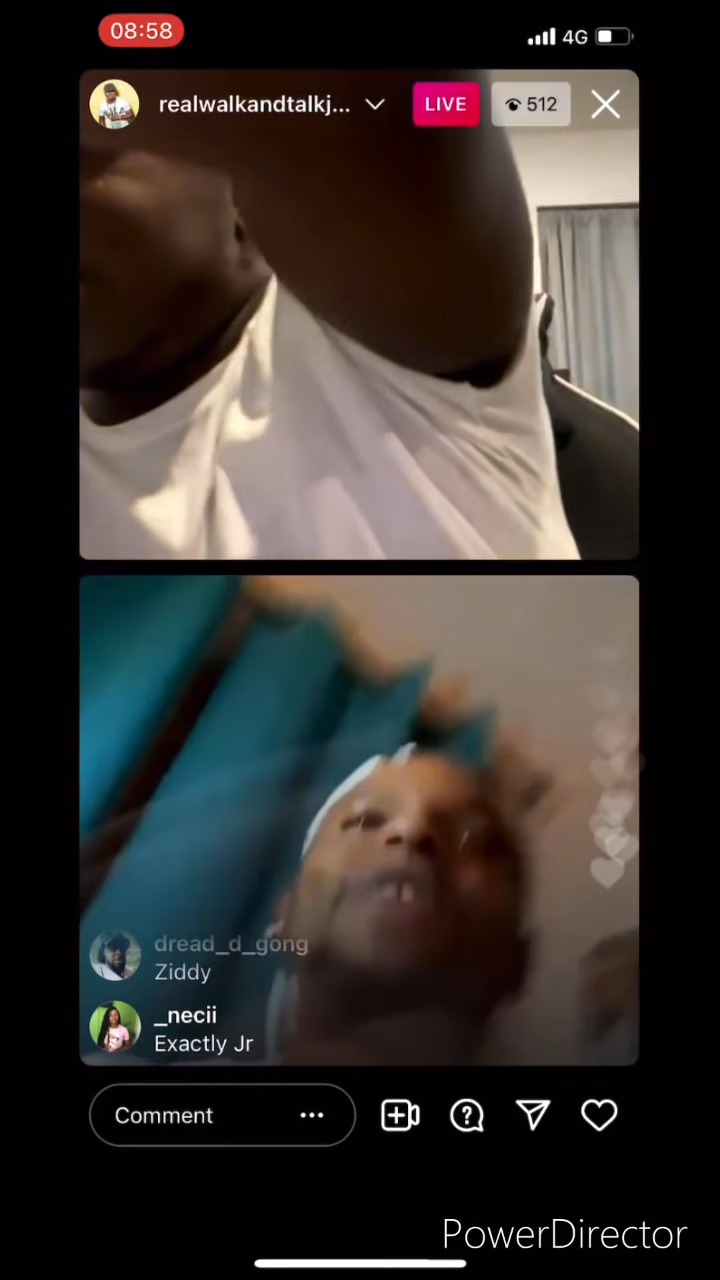 08:58
4G
realwalkandtalkj...
LIVE
512
dread_d_gong
Ziddy
_necii
Exactly Jr
Comment
PowerDirector